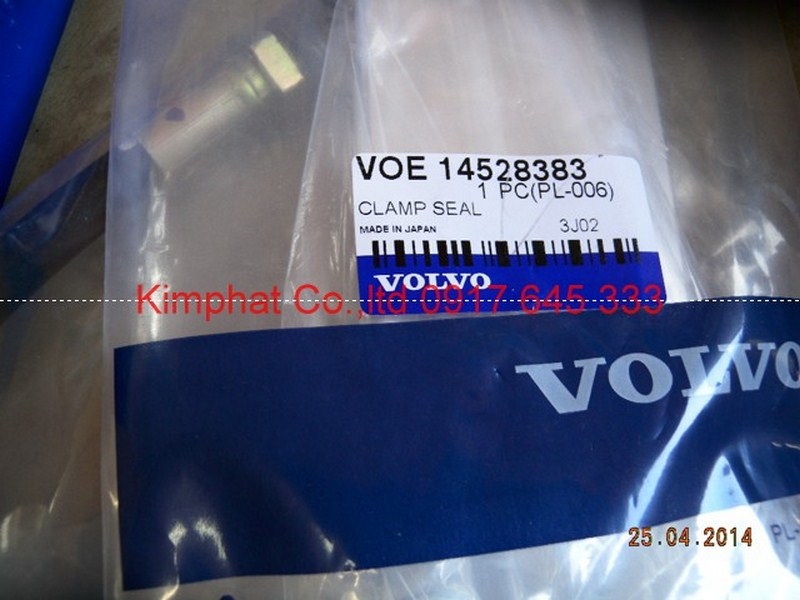 VOE 14528383
1 PC(PL-006)
CLAMP SEAL
MADE IN JAPAN 3J02
VOLVO
Kimphat Co.,ltd 0917 645 333
VOLVO
25.04.2014
PL-